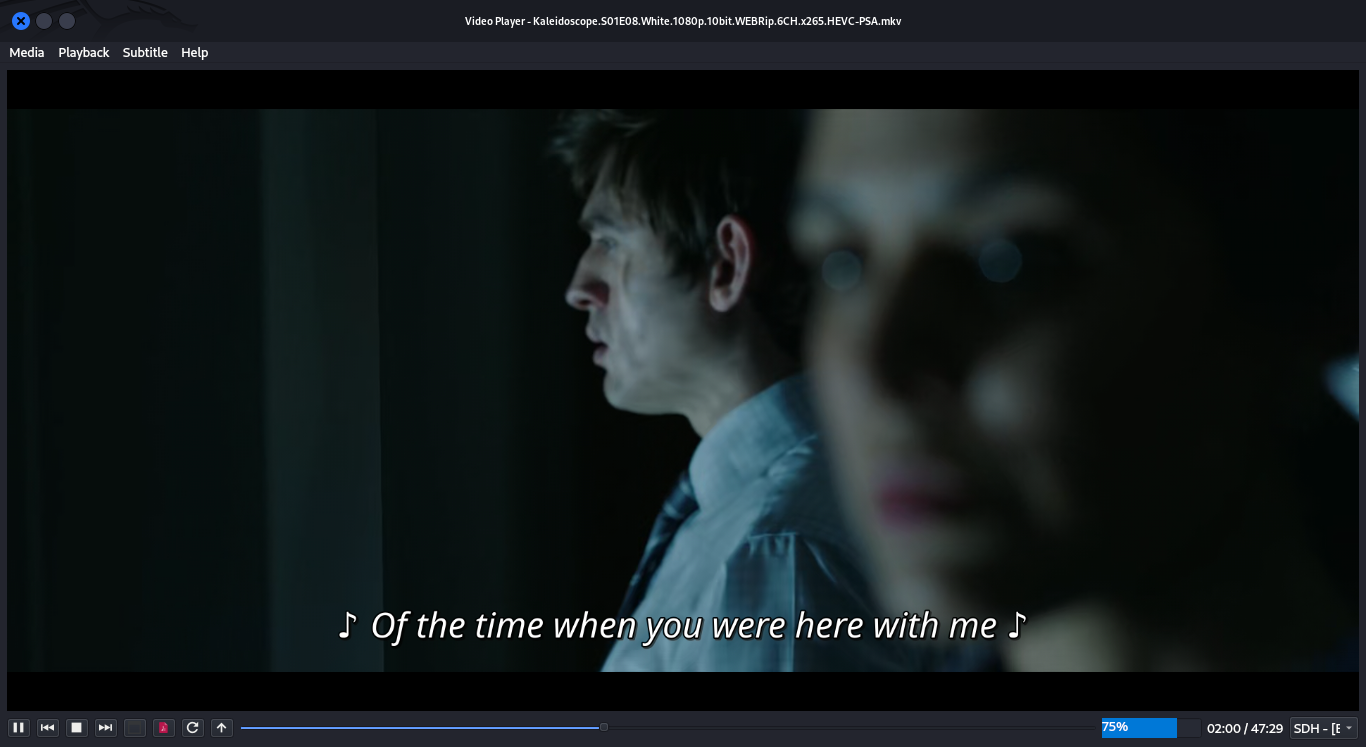 Video Player - Kaleidoscope.S01E08.White.1080p.10bit.WEBRip.6CH.x265.HEVC-PSA.mkv
Media Playback Subtitle Help
♪ Of the time when you were here with me ♪
75% 02:00 / 47:29 SDH - [E